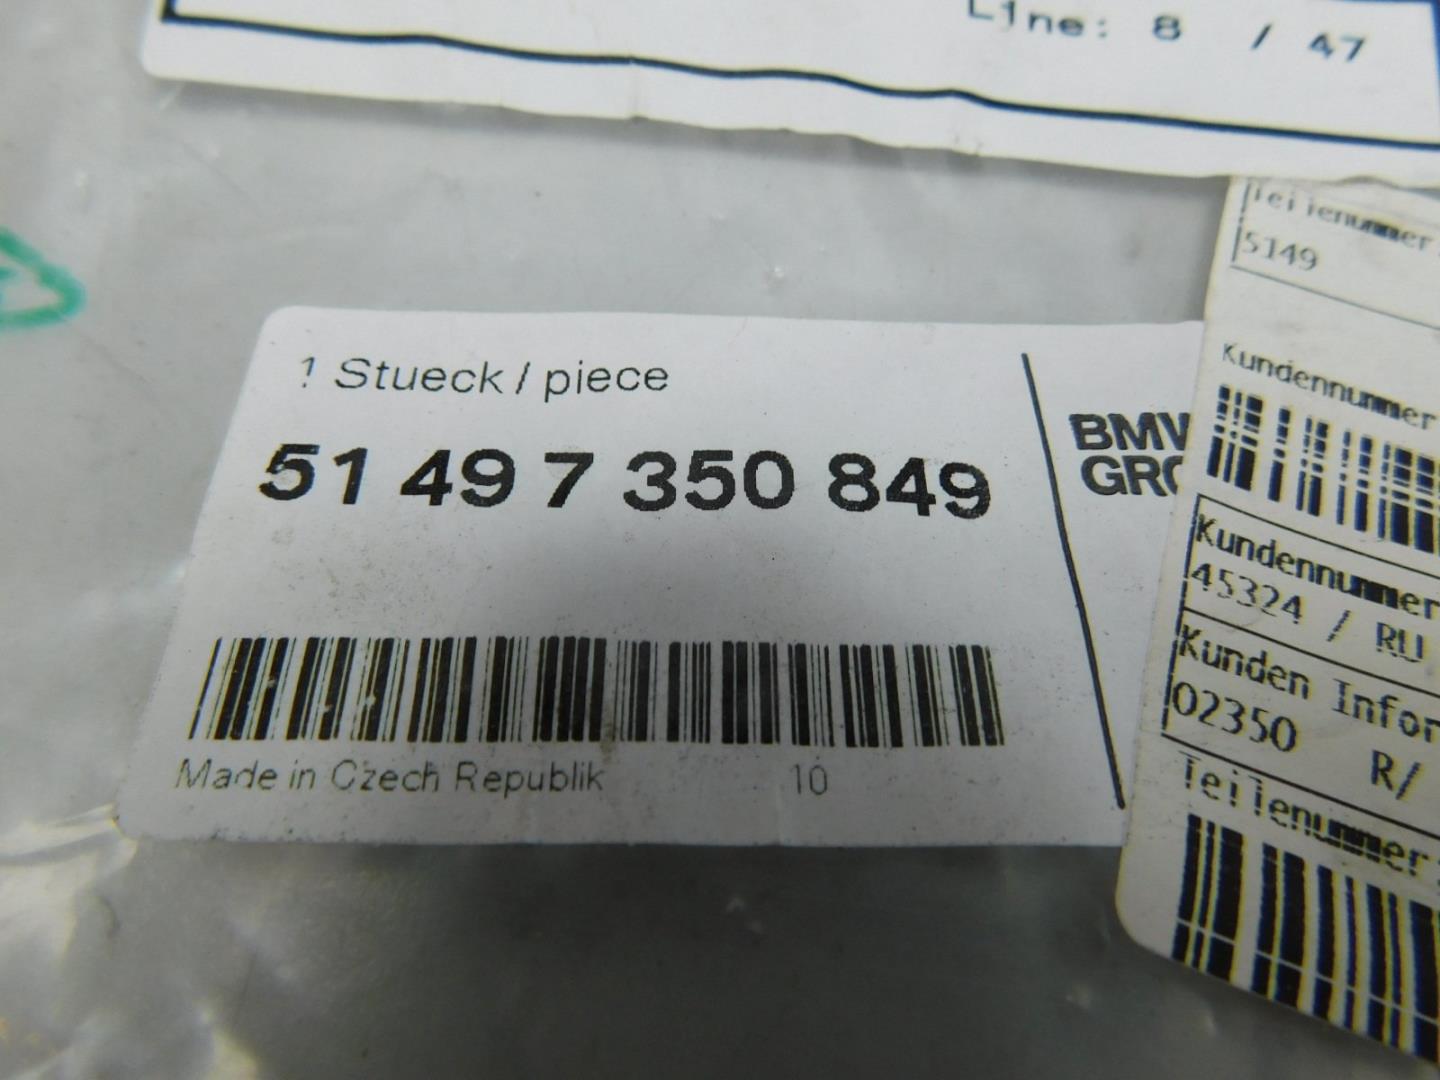 Line: 8 / 47
1 Stueck / piece
51 49 7 350 849
BMW
GRO
Made in Czech Republik 10
Teilenummer
5149
Kundennummer
Kundennummer
45324 / RU
Kunden Infor
02350 R/
Teilenummer